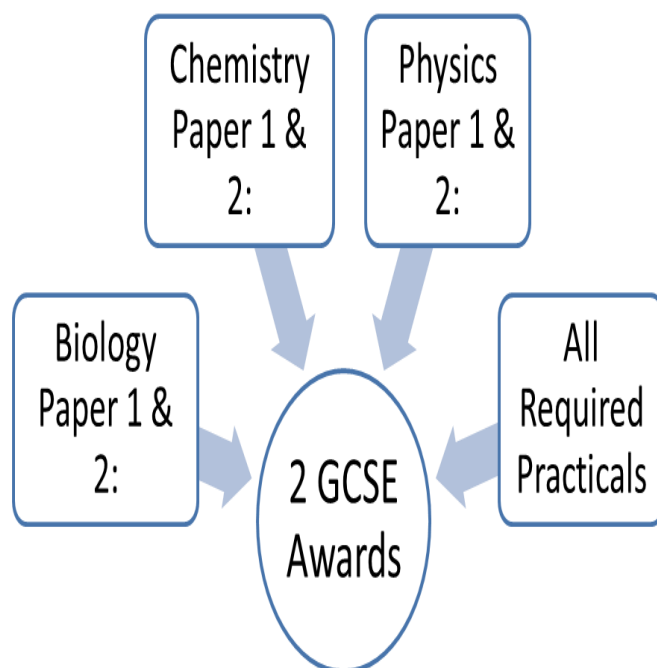 Chemistry
Paper 1 &
2:
Physics
Paper 1 &
2:
Biology
Paper 1 &
2:
All
Required
Practicals
2 GCSE
Awards